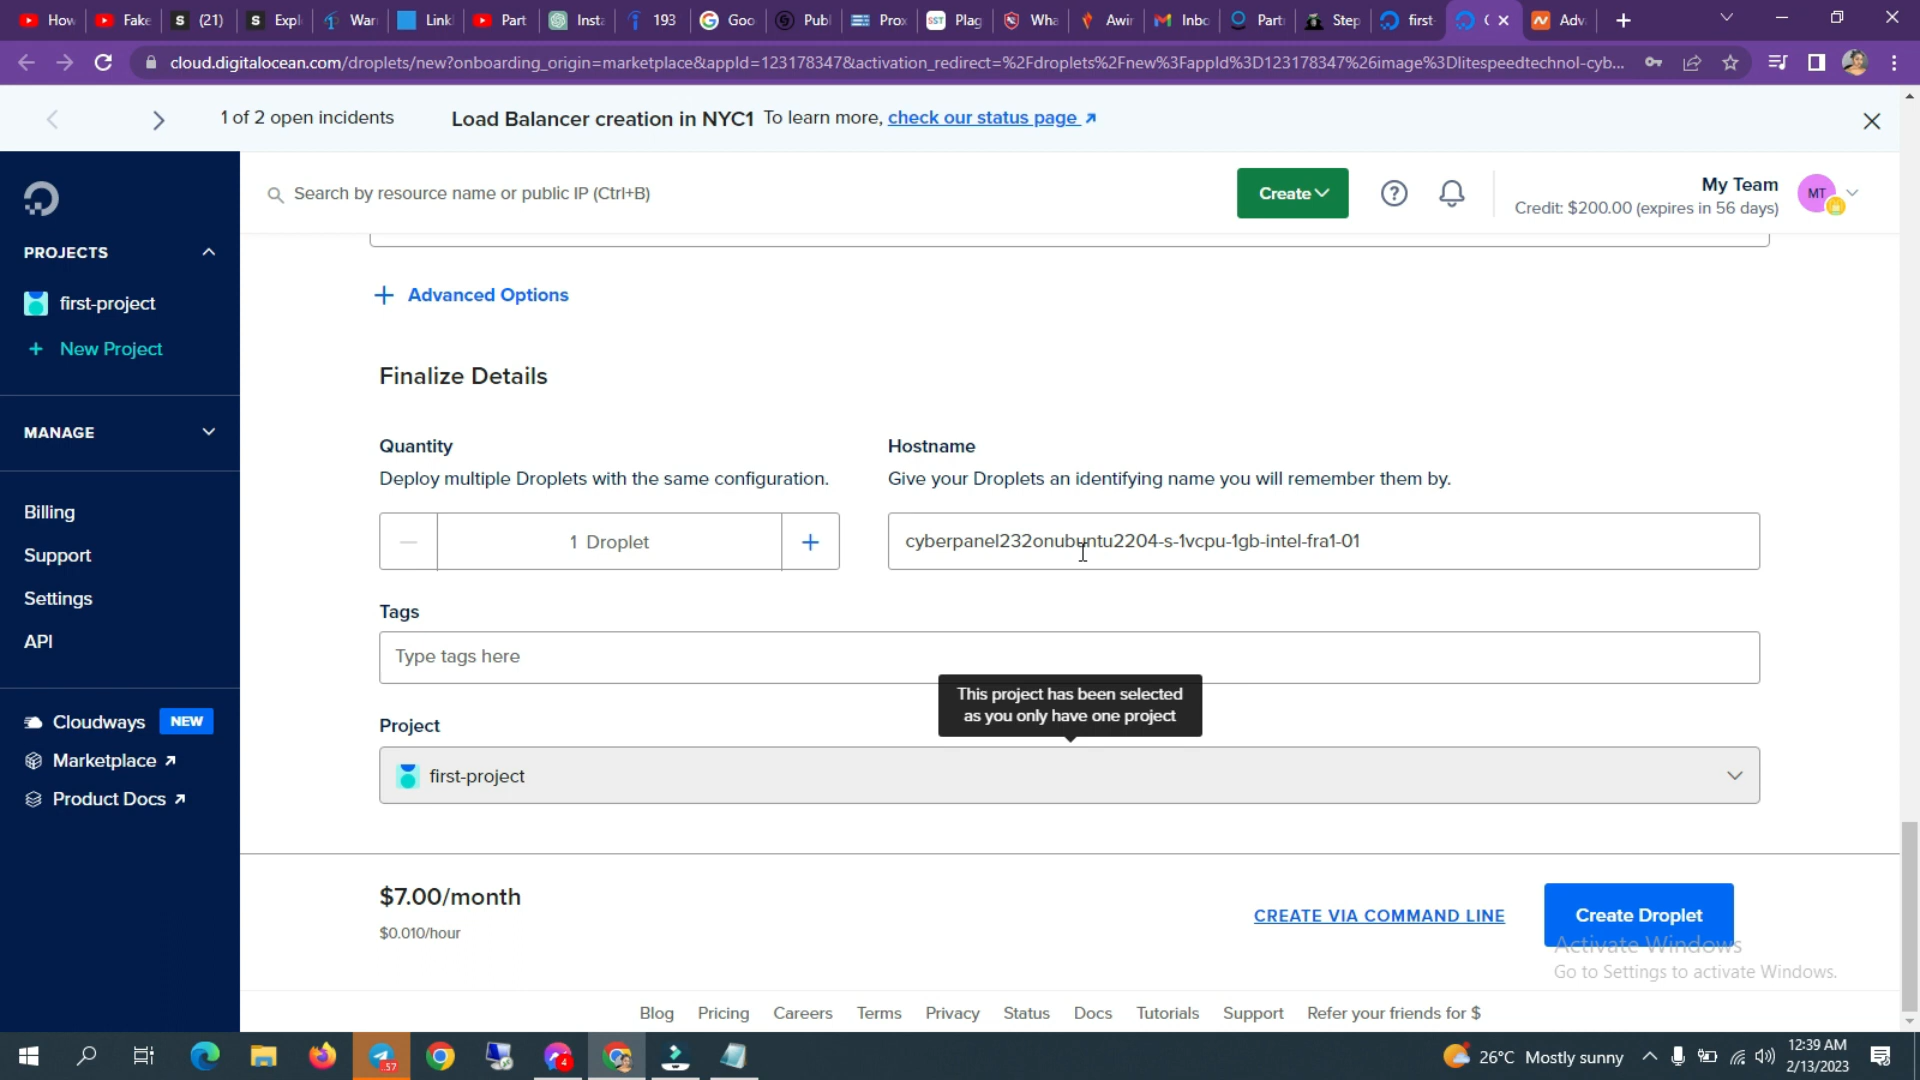 How
Fake
(21)
Expl
War
Link
Part
Insta
193
Goo
Publ
Prox
SST
Plag
Wha
Awin
Inbo
Part
Step
first-
(
Adv
cloud.digitalocean.com/droplets/new?onboarding_origin=marketplace&appId=123178347&activation_redirect=%2Fdroplets%2Fnew%3FappId%3D123178347%26image%3Dlitespeedtechnol-cyb...
1 of 2 open incidents
Load Balancer creation in NYC1 To learn more, check our status page
Search by resource name or public IP (Ctrl+B)
Create
My Team
Credit: $200.00 (expires in 56 days)
MT
PROJECTS
first-project
+ New Project
MANAGE
Billing
Support
Settings
API
Cloudways NEW
Marketplace
Product Docs
+ Advanced Options
Finalize Details
Quantity
Deploy multiple Droplets with the same configuration.
1 Droplet
Hostname
Give your Droplets an identifying name you will remember them by.
cyberpanel232onubuntu2204-s-1vcpu-1gb-intel-fra1-01
Tags
Type tags here
This project has been selected
as you only have one project
Project
first-project
$7.00/month
$0.010/hour
CREATE VIA COMMAND LINE
Create Droplet
Activate Windows
Go to Settings to activate Windows.
Blog Pricing Careers Terms Privacy Status Docs Tutorials Support Refer your friends for $
26°C Mostly sunny
12:39 AM
2/13/2023